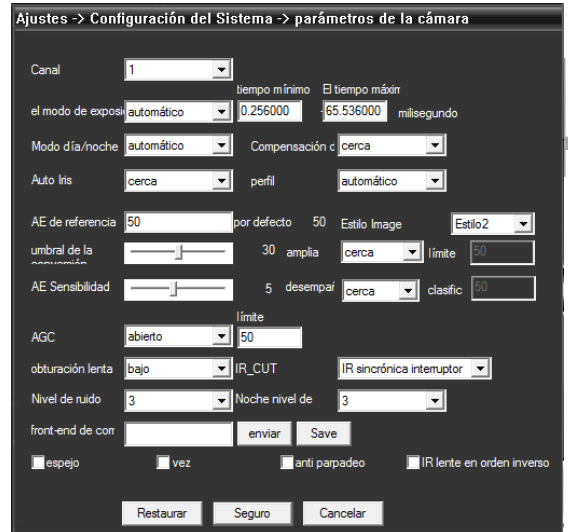 Ajustes -> Configuración del Sistema -> parámetros de la cámara
Canal 1
tiempo mínimo El tiempo máxim
el modo de exposi automático 0.256000 65.536000 milisegundo
Modo día/noche automático Compensación d cerca
Auto Iris cerca perfil automático
AE de referencia 50 por defecto 50 Estilo Image Estilo2
umbral de la 30 amplia cerca límite 50
conversión
AE Sensibilidad 5 desempañ cerca clasific 50
límite
AGC abierto 50
obturación lenta bajo IR_CUT IR sincrónica interruptor
Nivel de ruido 3 Noche nivel de 3
front-end de com enviar Save
espejo vez anti parpadeo IR lente en orden inverso
Restaurar Seguro Cancelar